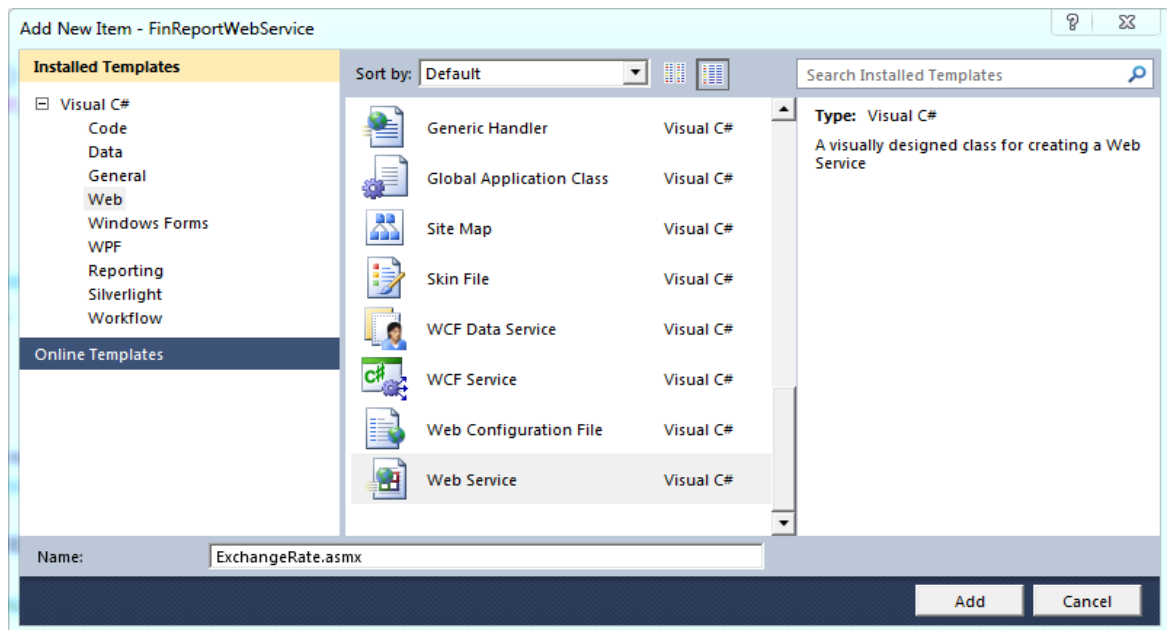 Add New Item - FinReportWebService
Installed Templates
Visual C#
Code
Data
General
Web
Windows Forms
WPF
Reporting
Silverlight
Workflow
Online Templates
Sort by: Default
Search Installed Templates
Generic Handler Visual C#
Global Application Class Visual C#
Site Map Visual C#
Skin File Visual C#
WCF Data Service Visual C#
WCF Service Visual C#
Web Configuration File Visual C#
Web Service Visual C#
Type: Visual C#
A visually designed class for creating a Web
Service
Name: ExchangeRate.asmx
Add Cancel